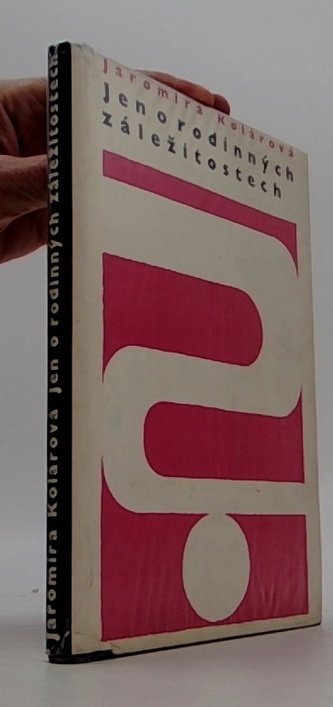 Jaromíra Kolárová
Jen o rodinných
záležitostech
Jaromíra Kolárová Jen o rodinných záležitostech